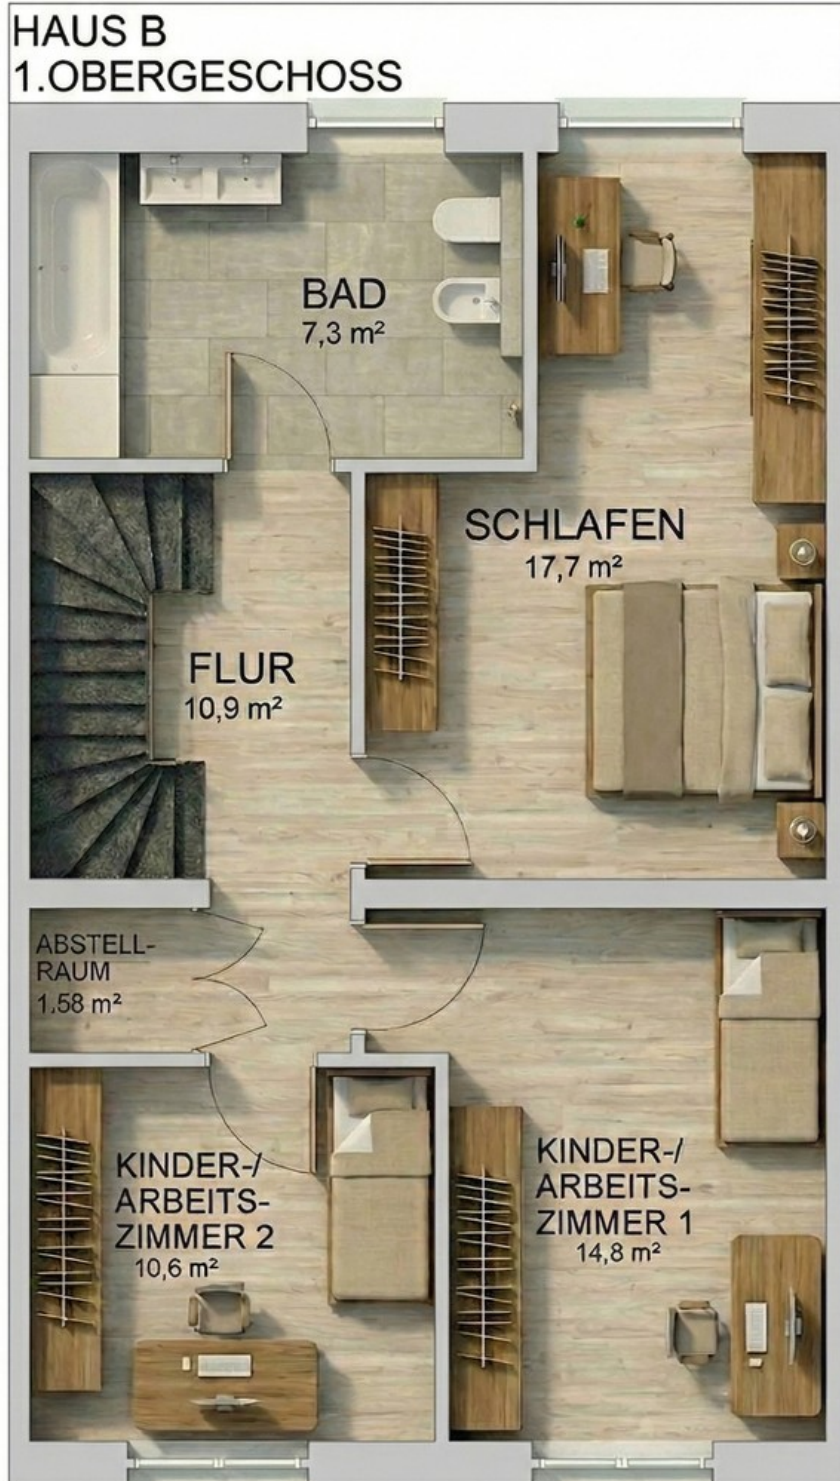 HAUS B
1.OBERGESCHOSS
BAD
7,3 m²
SCHLAFEN
17,7 m²
FLUR
10,9 m²
ABSTELL-
RAUM
1.58 m²
KINDER-/
ARBEITS-
ZIMMER 2
10,6 m²
KINDER-/
ARBEITS-
ZIMMER 1
14,8 m²